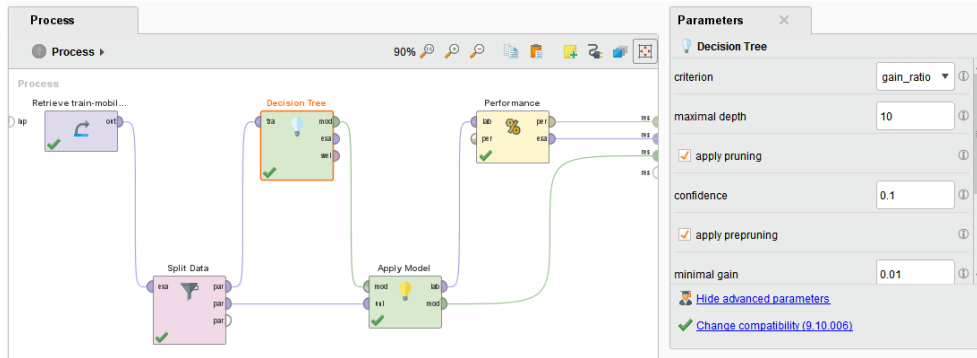 Process
Process
90%
Process
Retrieve train-mobil ...
inp
out
Decision Tree
tra
mod
exa
wei
Performance
lab
per
per
exa
res
res
res
res
Split Data
exa
par
par
par
Apply Model
mod
lab
unl
mod
Parameters
Decision Tree
criterion
gain_ratio
maximal depth
10
apply pruning
confidence
0.1
apply prepruning
minimal gain
0.01
Hide advanced parameters
Change compatibility (9.10.006)